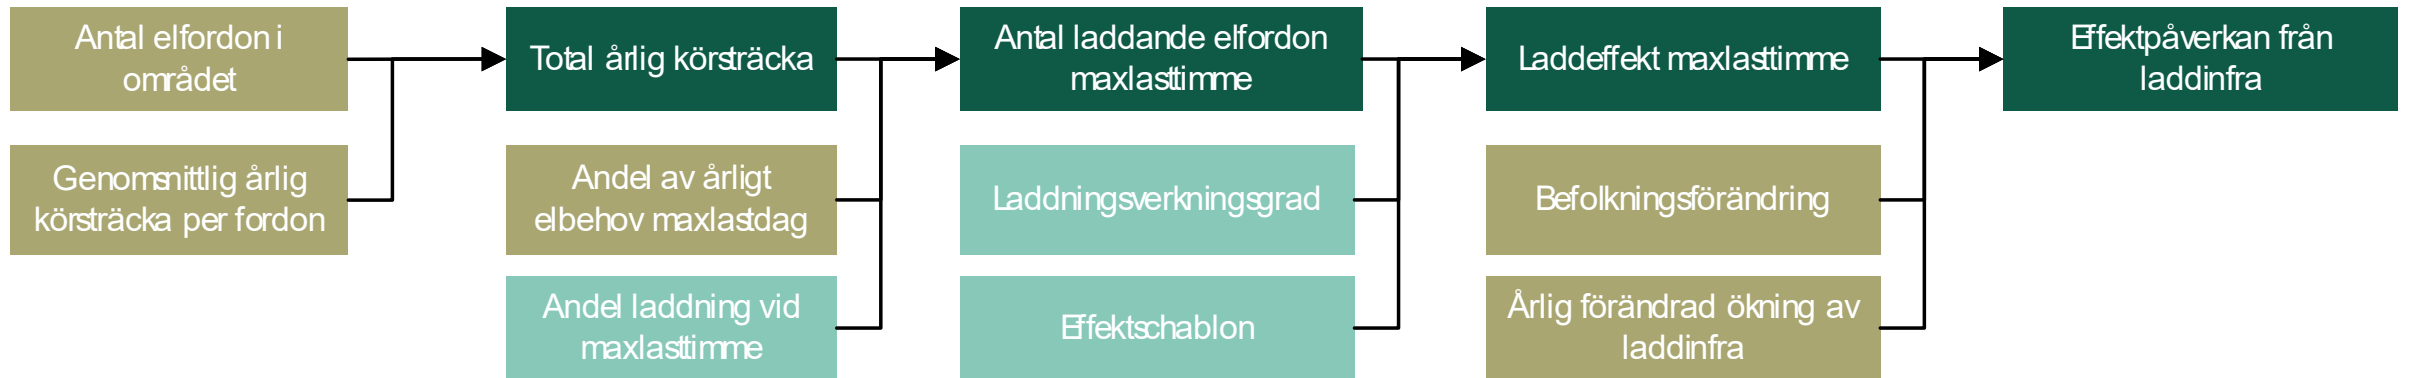 Antal elfordon i
området
Genomsnittlig årlig
körsträcka per fordon
Total årlig körsträcka
Andel av årligt
elbehov maxlastdag
Andel laddning vid
maxlasttimme
Antal laddande elfordon
maxlasttimme
Laddningsverkningsgrad
Effektschablon
Laddeffekt maxlasttimme
Befolkningsförändring
Årlig förändrad ökning av
laddinfra
Effektpåverkan från
laddinfra